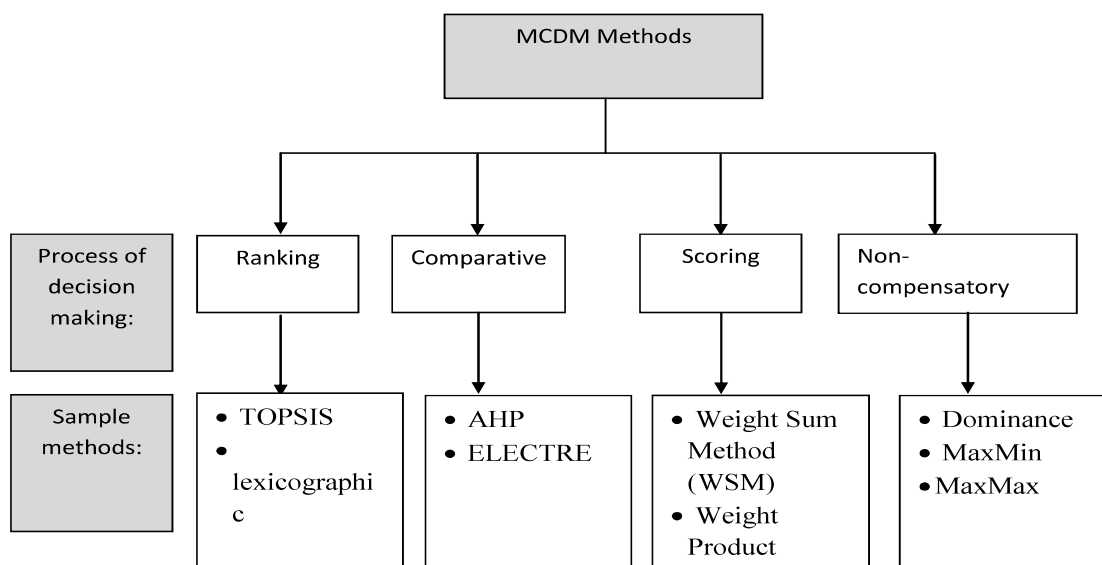 MCDM Methods
Process of
decision
making:
Ranking
Comparative
Scoring
Non-
compensatory
Sample
methods:
● TOPSIS
●
lexicographi
c
● AHP
● ELECTRE
● Weight Sum
Method
(WSM)
● Weight
Product
● Dominance
● MaxMin
●MaxMax